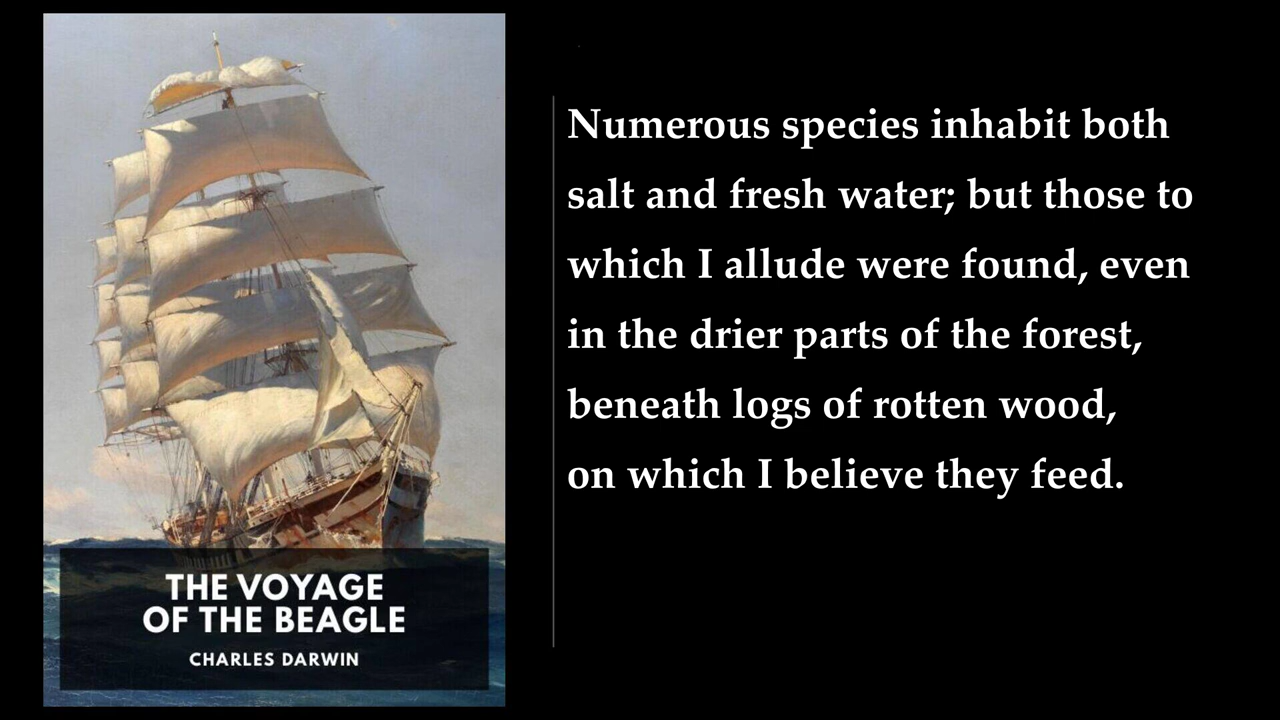 THE VOYAGE
OF THE BEAGLE
CHARLES DARWIN
Numerous species inhabit both
salt and fresh water; but those to
which I allude were found, even
in the drier parts of the forest,
beneath logs of rotten wood,
on which I believe they feed.